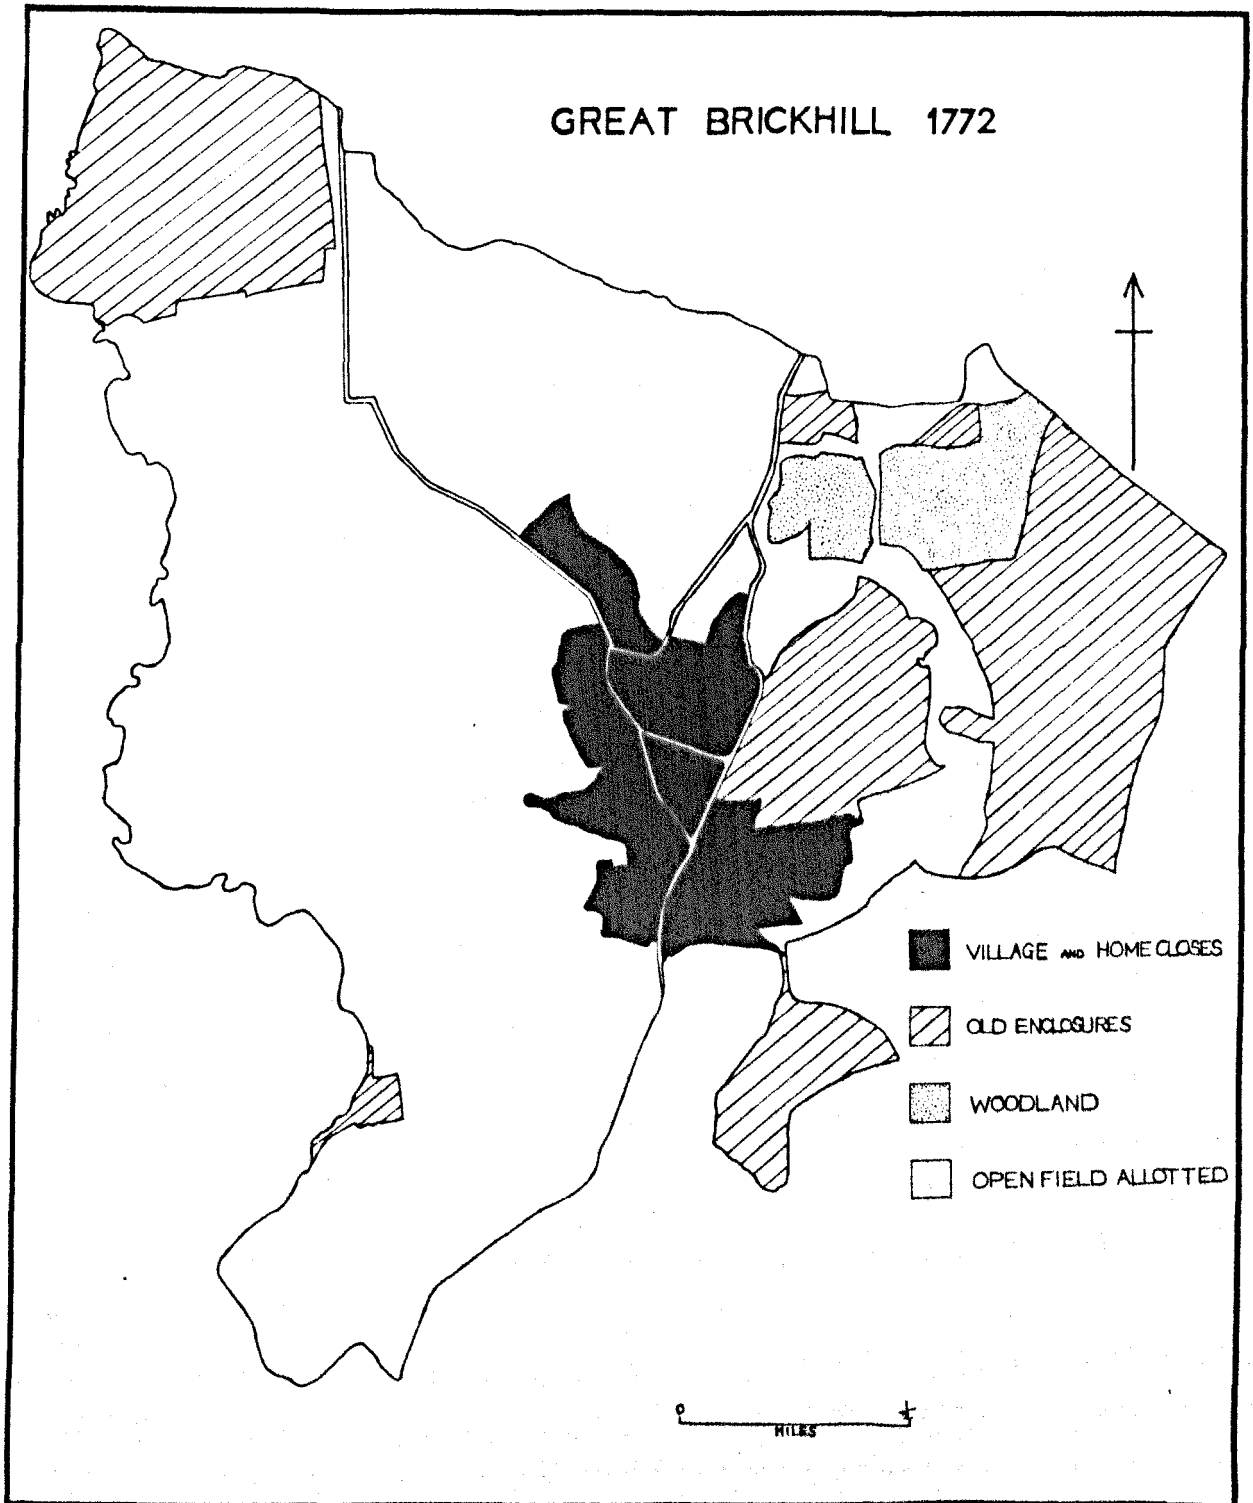 GREAT BRICKHILL 1772
VILLAGE AND HOME CLOSES
OLD ENCLOSURES
WOODLAND
OPEN FIELD ALLOTTED
0
MILES